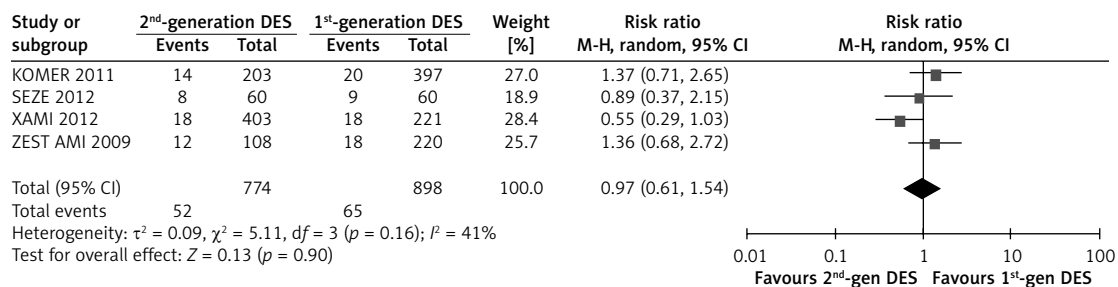 Study or 2nd-generation DES 1st-generation DES Weight Risk ratio Risk ratio
subgroup Events Total Events Total [%] M-H, random, 95% CI M-H, random, 95% CI
KOMER 2011 14 203 20 397 27.0 1.37 (0.71, 2.65)
SEZE 2012 8 60 9 60 18.9 0.89 (0.37, 2.15)
XAMI 2012 18 403 18 221 28.4 0.55 (0.29, 1.03)
ZEST AMI 2009 12 108 18 220 25.7 1.36 (0.68, 2.72)
Total (95% CI) 774 898 100.0 0.97 (0.61, 1.54)
Total events 52 65
Heterogeneity: τ² = 0.09, χ² = 5.11, df = 3 (p = 0.16); I² = 41%
Test for overall effect: Z = 0.13 (p = 0.90)
0.01 0.1 1 10 100
Favours 2nd-gen DES Favours 1st-gen DES